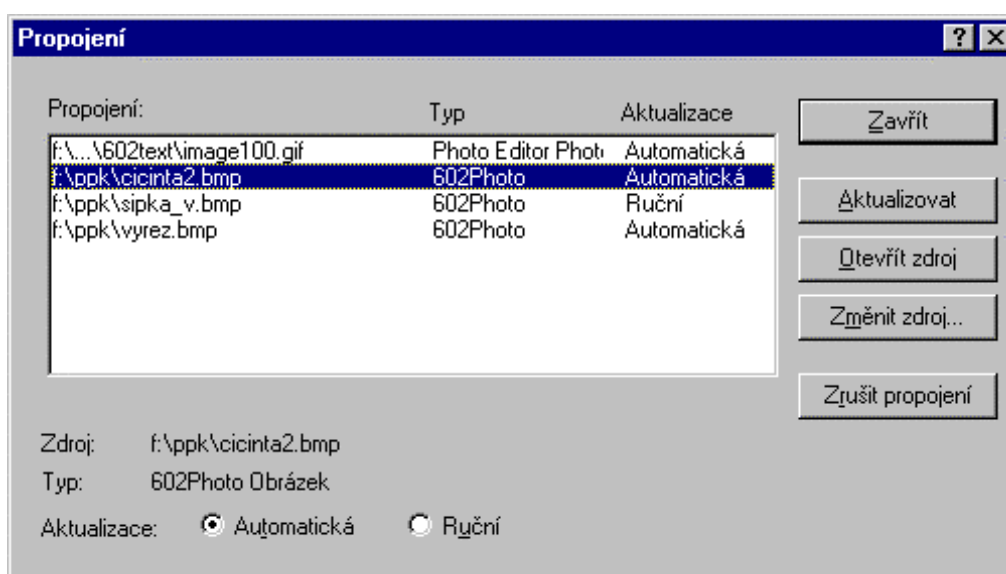 Propojení
Propojení: Typ Aktualizace
f:\...\602text\image100.gif Photo Editor Phot Automatická
f:\ppk\cicinta2.bmp 602Photo Automatická
f:\ppk\sipka_v.bmp 602Photo Ruční
f:\ppk\vyrez.bmp 602Photo Automatická
Zavřít
Aktualizovat
Otevřít zdroj
Změnit zdroj...
Zrušit propojení
Zdroj: f:\ppk\cicinta2.bmp
Typ: 602Photo Obrázek
Aktualizace: Automatická Ruční